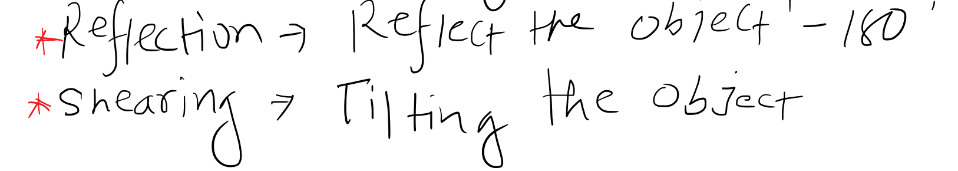 *Reflection → Reflect the object '-180'
*Shearing → Tilting the object